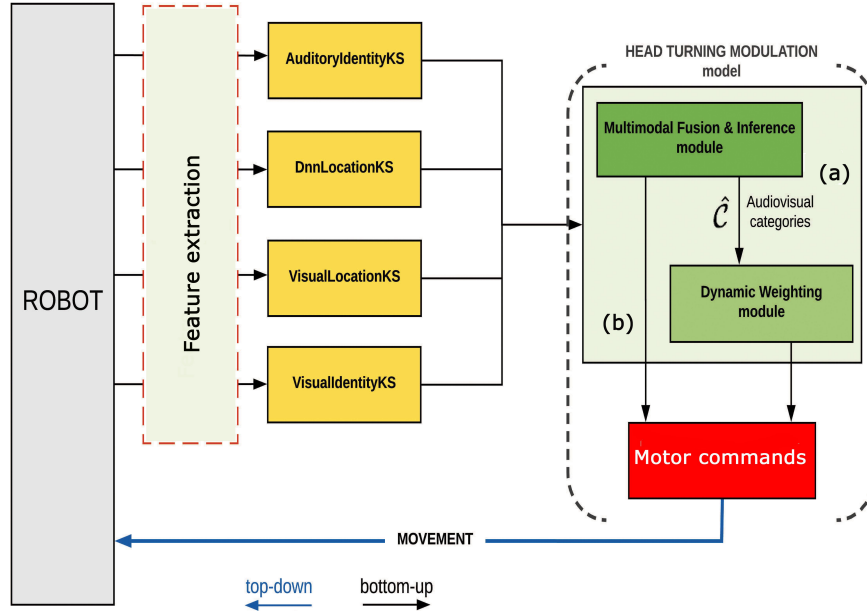 ROBOT
Feature extraction
AuditoryIdentityKS
DnnLocationKS
VisualLocationKS
VisualIdentityKS
HEAD TURNING MODULATION
model
Multimodal Fusion & Inference
module
(a)
Ĉ
Audiovisual
categories
Dynamic Weighting
module
(b)
Motor commands
MOVEMENT
top-down
bottom-up